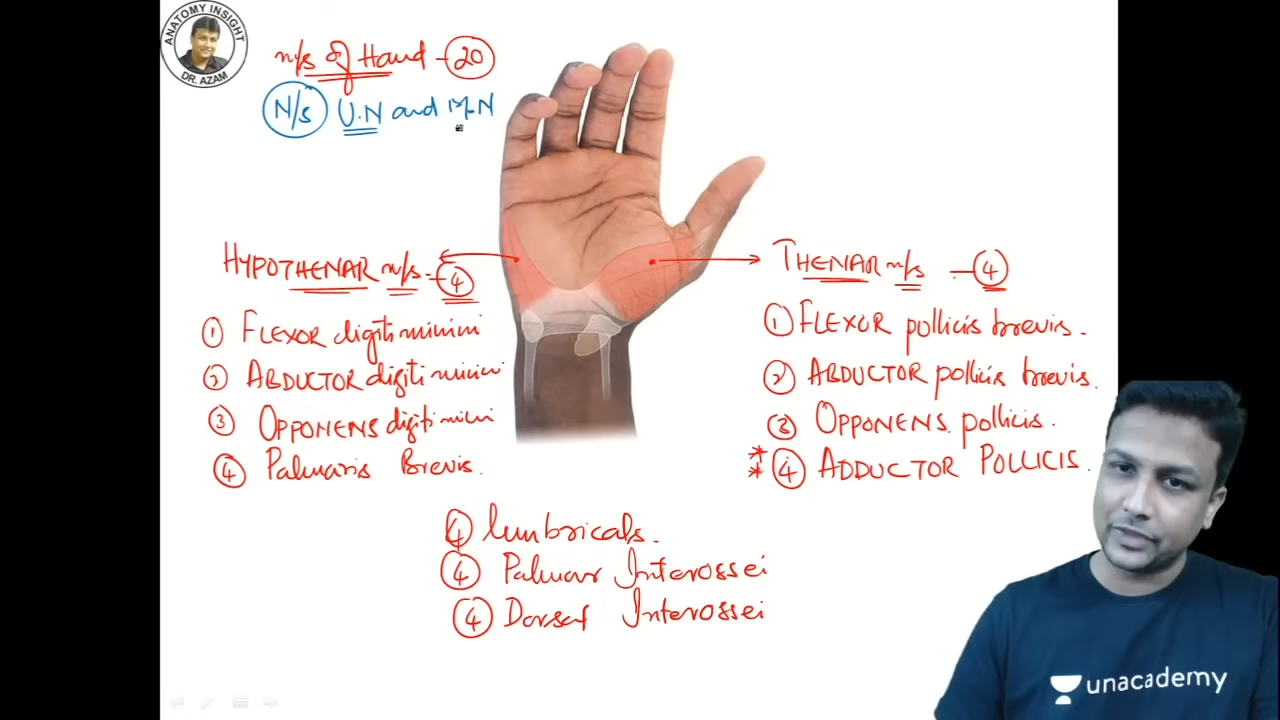 ANATOMY INSIGHT
DR. AZAM
m/s of Hand - 20
N/s U.N and M.N
HYPOTHENAR m/s - 4
1 FLEXOR digiti minimi
2 ABDUCTOR digiti minimi
3 OPPONENS digiti minimi
4 Palmaris Brevis.
THENAR m/s - 4
1 FLEXOR pollicis brevis.
2 ABDUCTOR pollicis brevis.
3 OPPONENS pollicis.
** 4 ADDUCTOR POLLICIS.
4 lumbricals.
4 Palmar Interossei
4 Dorsal Interossei
unacademy